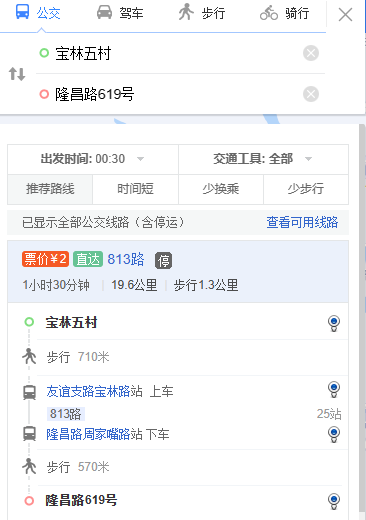 公交 驾车 步行 骑行
宝林五村
隆昌路619号
出发时间: 00:30 交通工具: 全部
推荐路线 时间短 少换乘 少步行
已显示全部公交线路（含停运） 查看可用线路
票价¥2 直达 813路 停
1小时30分钟 19.6公里 步行1.3公里
宝林五村
步行 710米
友谊支路宝林路站 上车
813路 25站
隆昌路周家嘴路站 下车
步行 570米
隆昌路619号